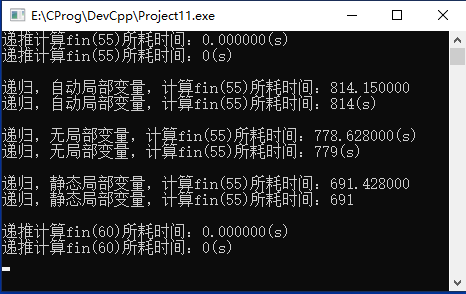 E:\CProg\DevCpp\Project11.exe
递推计算fin(55)所耗时间：0.000000(s)
递推计算fin(55)所耗时间：0(s)
递归，自动局部变量，计算fin(55)所耗时间：814.150000
递归，自动局部变量，计算fin(55)所耗时间：814(s)
递归，无局部变量，计算fin(55)所耗时间：778.628000(s)
递归，无局部变量，计算fin(55)所耗时间：779(s)
递归，静态局部变量，计算fin(55)所耗时间：691.428000
递归，静态局部变量，计算fin(55)所耗时间：691
递推计算fin(60)所耗时间：0.000000(s)
递推计算fin(60)所耗时间：0(s)